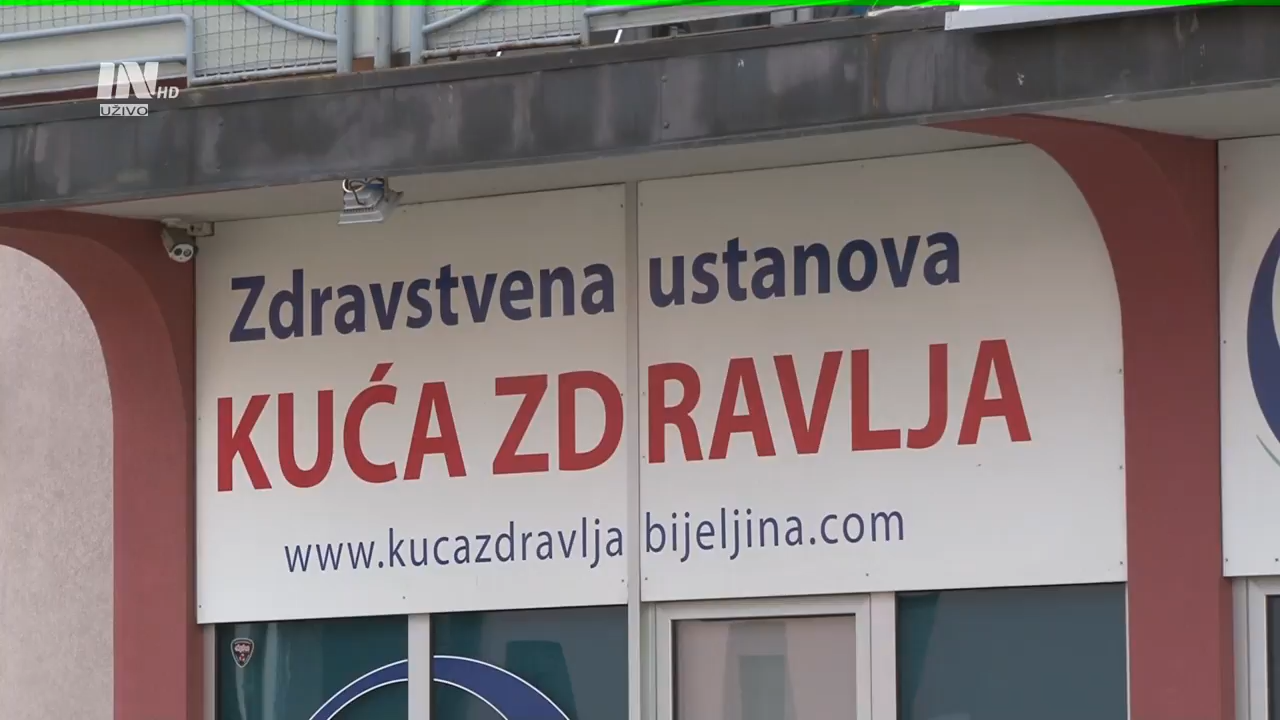 IN HD
UŽIVO
Zdravstvena ustanova
KUĆA ZDRAVLJA
www.kucazdravljabijeljina.com